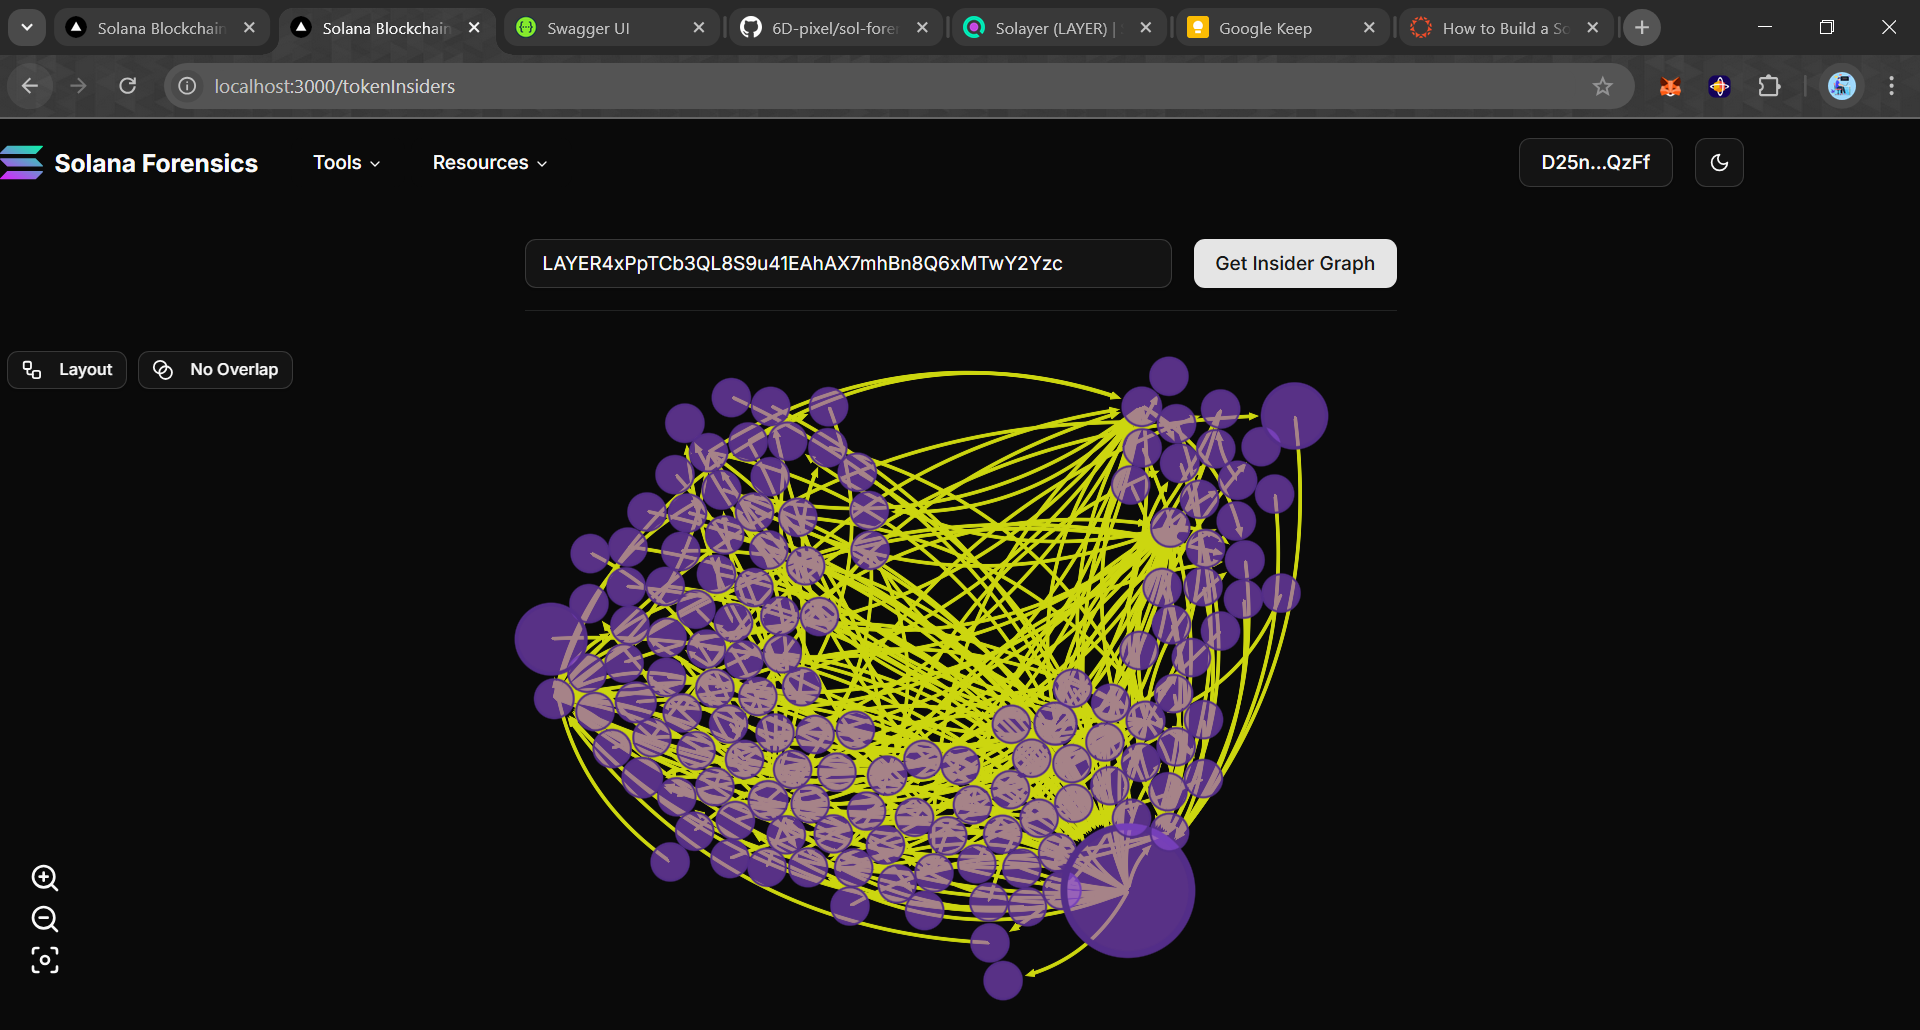 Solana Blockchain
Solana Blockchain
Swagger UI
6D-pixel/sol-foren
Solayer (LAYER) |
Google Keep
How to Build a So
localhost:3000/tokenInsiders
Solana Forensics
Tools
Resources
D25n...QzFf
LAYER4xPpTCb3QL8S9u41EAhAX7mhBn8Q6xMTwY2Yzc
Get Insider Graph
Layout
No Overlap